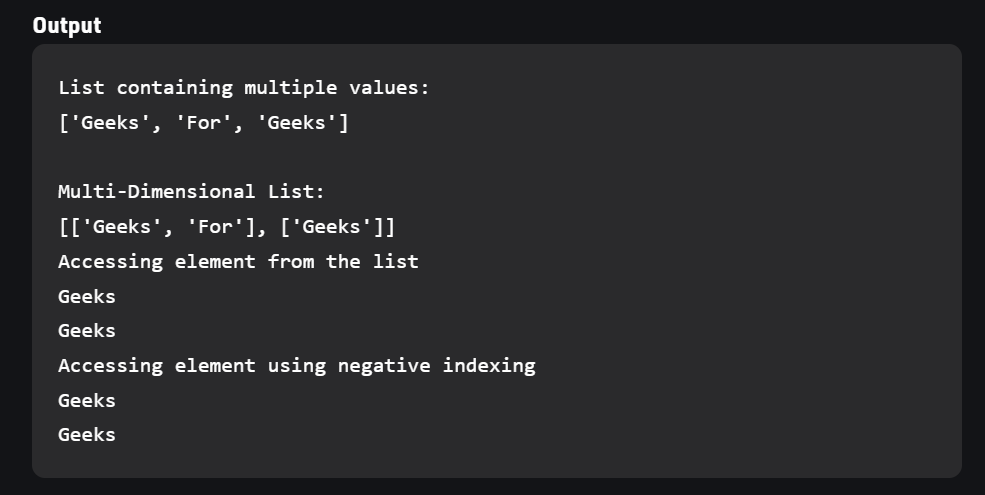 Output
List containing multiple values:
['Geeks', 'For', 'Geeks']
Multi-Dimensional List:
[['Geeks', 'For'], ['Geeks']]
Accessing element from the list
Geeks
Geeks
Accessing element using negative indexing
Geeks
Geeks